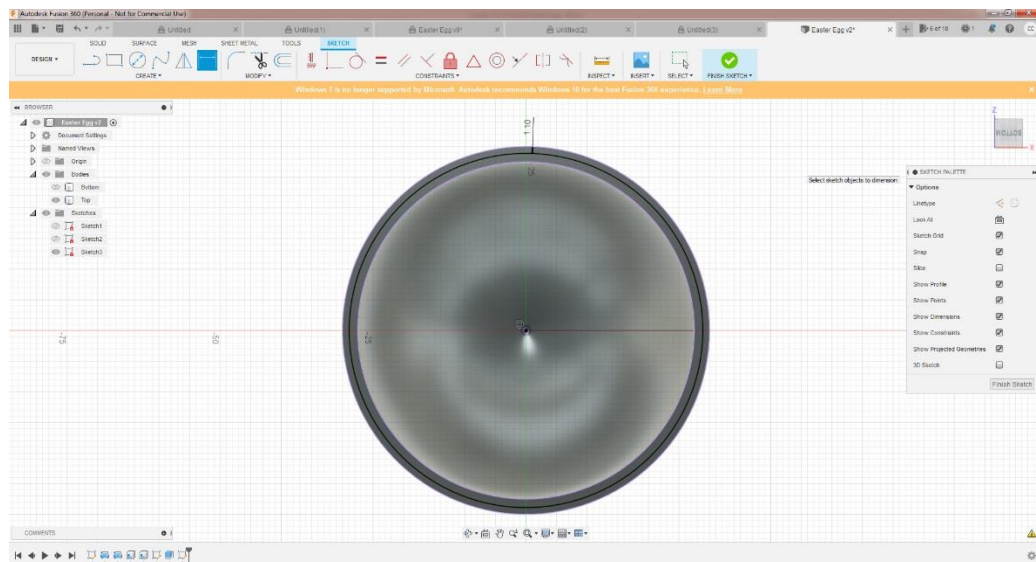 Autodesk Fusion 360 (Personal - Not for Commercial Use)
Untitled
Untitled(1)
Easter Egg v9*
Untitled(2)
Untitled(3)
Easter Egg v2*
6 of 10
1
CC
SOLID
SURFACE
MESH
SHEET METAL
TOOLS
SKETCH
DESIGN
CREATE
MODIFY
CONSTRAINTS
INSPECT
INSERT
SELECT
FINISH SKETCH
Windows 7 is no longer supported by Microsoft. Autodesk recommends Windows 10 for the best Fusion 360 experience. Learn More
BROWSER
Easter Egg v2
Document Settings
Named Views
Origin
Bodies
Bottom
Top
Sketches
Sketch1
Sketch2
Sketch3
1.10
-75
-50
-25
Z
BOTTOM
X
Select sketch objects to dimension
SKETCH PALETTE
Options
Linetype
Look At
Sketch Grid
Snap
Slice
Show Profile
Show Points
Show Dimensions
Show Constraints
Show Projected Geometries
3D Sketch
Finish Sketch
COMMENTS